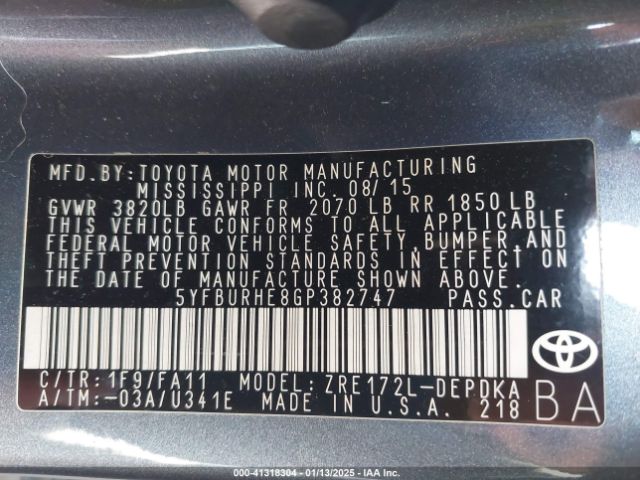 MFD.BY:TOYOTA MOTOR MANUFACTURING
MISSISSIPPI INC. 08/15
GVWR 3820LB GAWR FR 2070 LB RR 1850 LB
THIS VEHICLE CONFORMS TO ALL APPLICABLE
FEDERAL MOTOR VEHICLE SAFETY,BUMPER,AND
THEFT PREVENTION STANDARDS IN EFFECT ON
THE DATE OF MANUFACTURE SHOWN ABOVE.
5YFBURHE8GP382747 PASS.CAR
C/TR:1F9/FA11 MODEL:ZRE172L-DEPDKA
A/TM:-03A/U341E MADE IN U.S.A. 218
BA
000-41318304 - 01/13/2025 - IAA Inc.